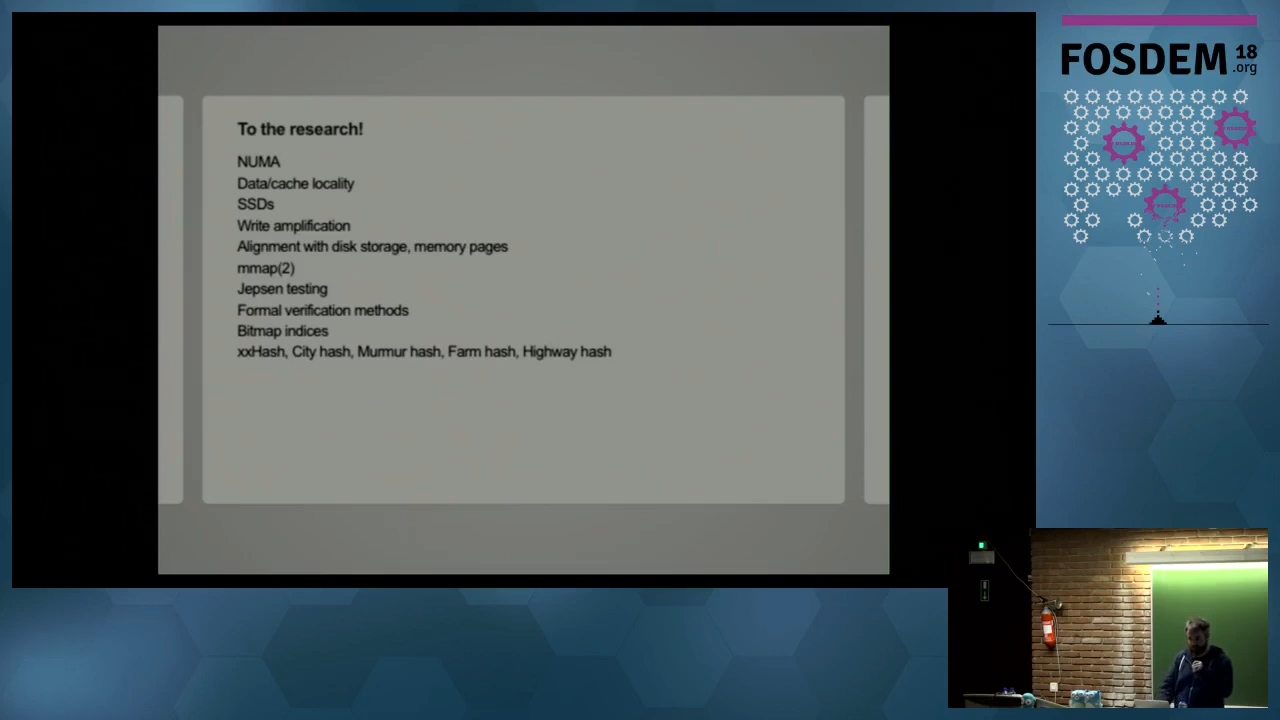 To the research!
NUMA
Data/cache locality
SSDs
Write amplification
Alignment with disk storage, memory pages
mmap(2)
Jepsen testing
Formal verification methods
Bitmap indices
xxHash, City hash, Murmur hash, Farm hash, Highway hash
FOSDEM 18
.org